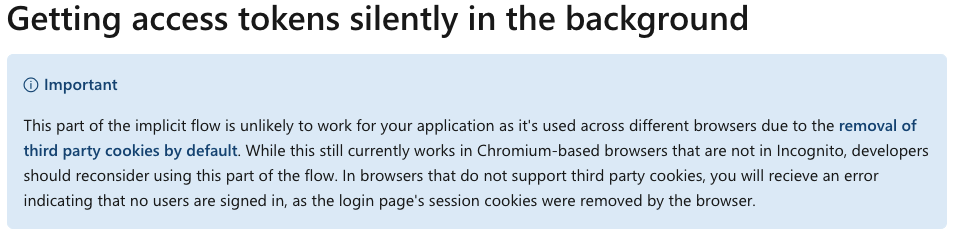 Getting access tokens silently in the background
Important
This part of the implicit flow is unlikely to work for your application as it's used across different browsers due to the removal of
third party cookies by default. While this still currently works in Chromium-based browsers that are not in Incognito, developers
should reconsider using this part of the flow. In browsers that do not support third party cookies, you will recieve an error
indicating that no users are signed in, as the login page's session cookies were removed by the browser.